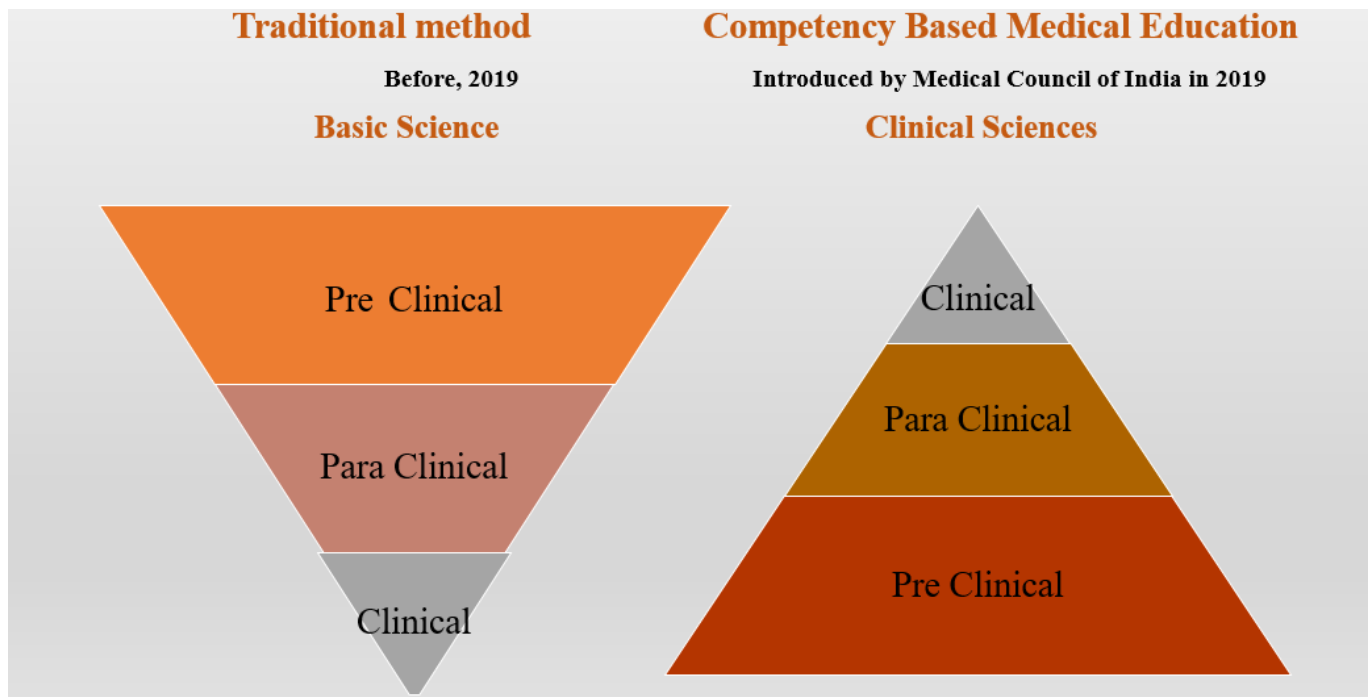 Traditional method
Before, 2019
Basic Science
Pre Clinical
Para Clinical
Clinical
Competency Based Medical Education
Introduced by Medical Council of India in 2019
Clinical Sciences
Clinical
Para Clinical
Pre Clinical